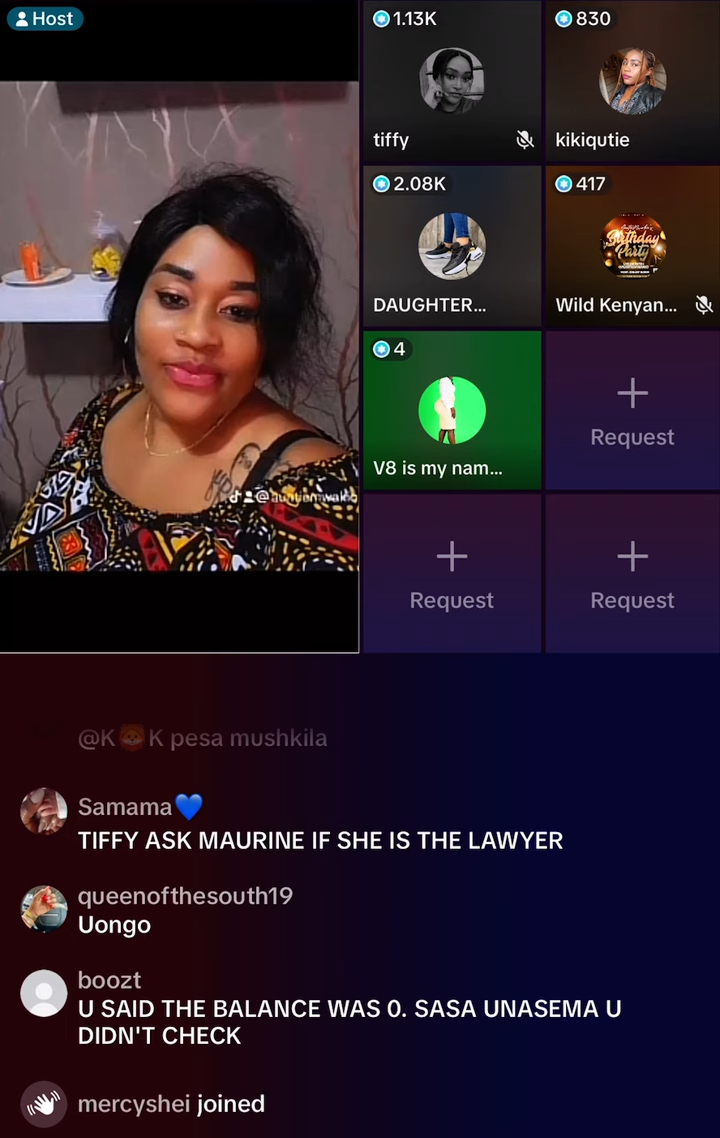 Host
1.13K
tiffy
830
kikiqutie
2.08K
DAUGHTER...
417
Birthday
Party
Wild Kenyan...
4
V8 is my nam...
Request
Request
Request
@K🦁K pesa mushkila
Samama💙
TIFFY ASK MAURINE IF SHE IS THE LAWYER
queenofthesouth19
Uongo
boozt
U SAID THE BALANCE WAS 0. SASA UNASEMA U
DIDN'T CHECK
mercyshei joined